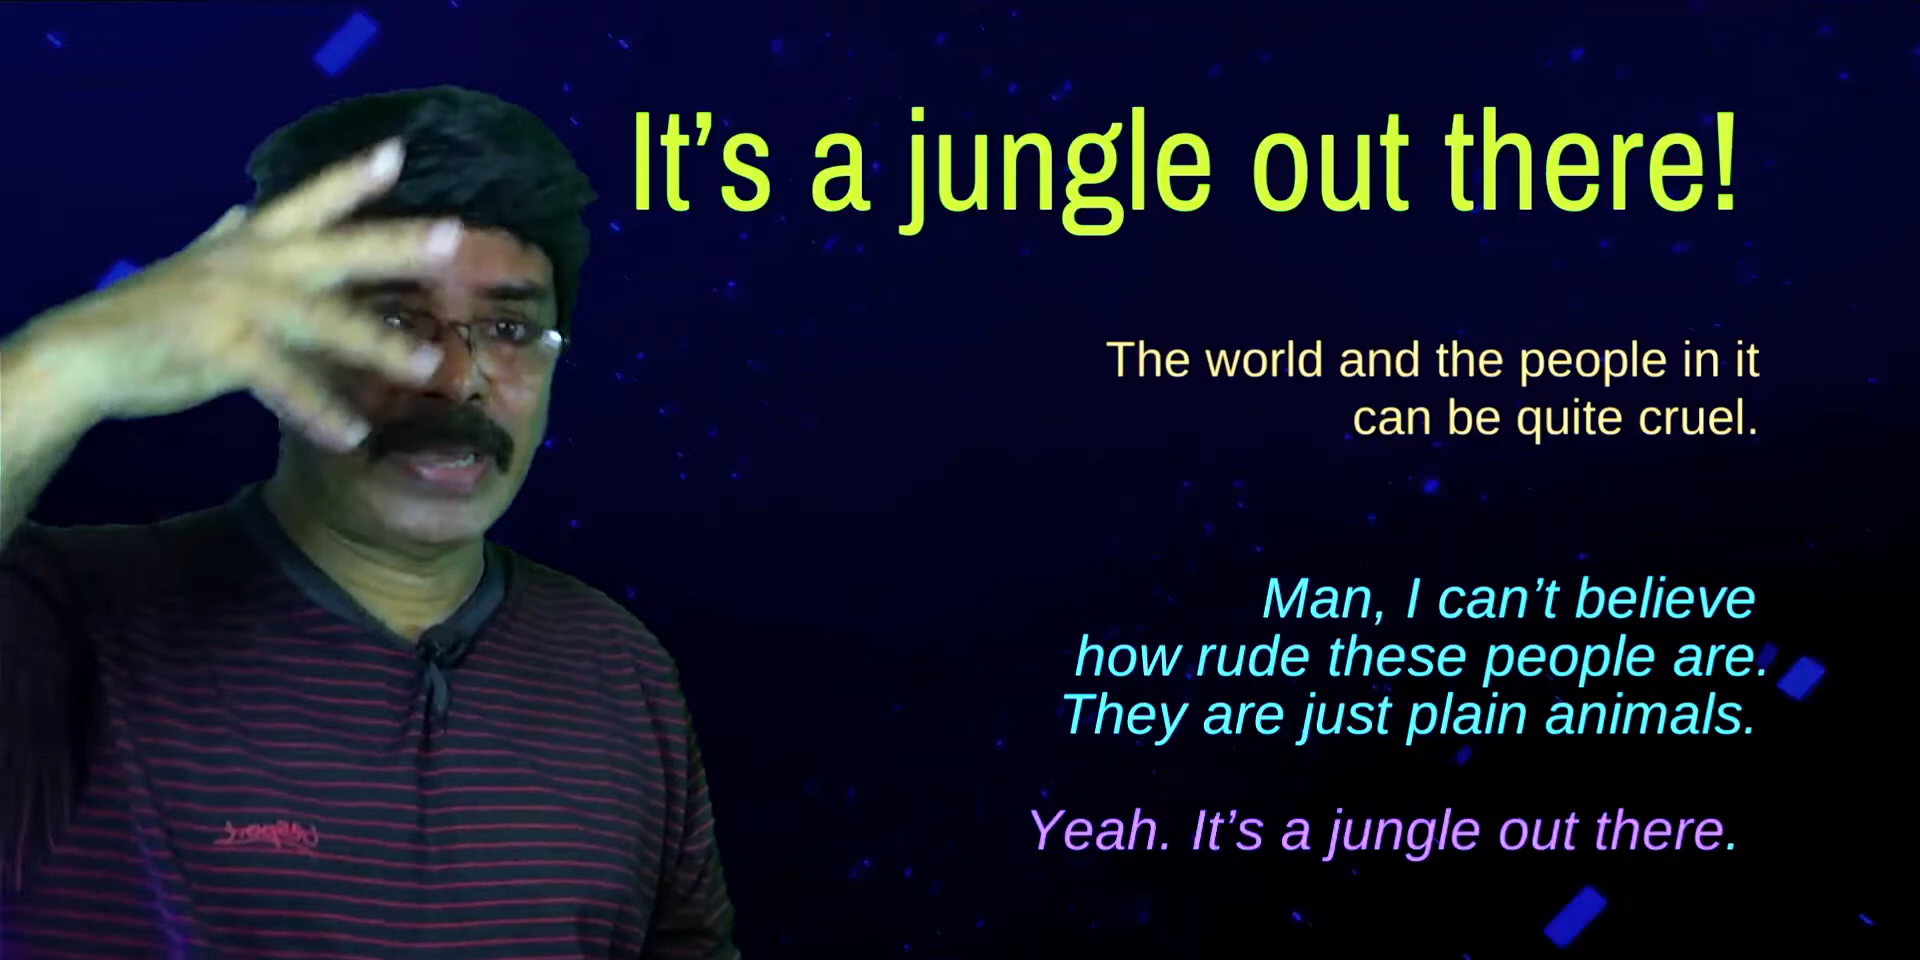 It’s a jungle out there!
The world and the people in it
can be quite cruel.
Man, I can’t believe
how rude these people are.
They are just plain animals.
Yeah. It’s a jungle out there.